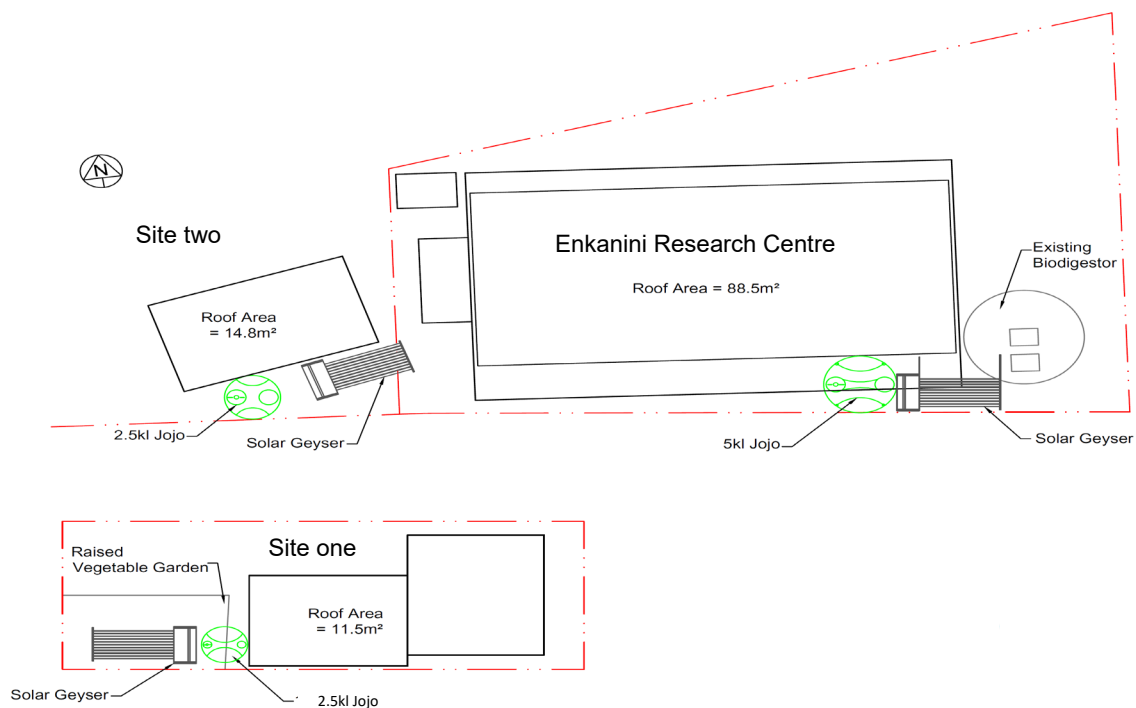 N
Site two
Enkanini Research Centre
Roof Area = 88.5m²
Existing
Biodigestor
Roof Area
= 14.8m²
2.5kl Jojo
Solar Geyser
5kl Jojo
Solar Geyser
Site one
Raised
Vegetable Garden
Roof Area
= 11.5m²
Solar Geyser
2.5kl Jojo